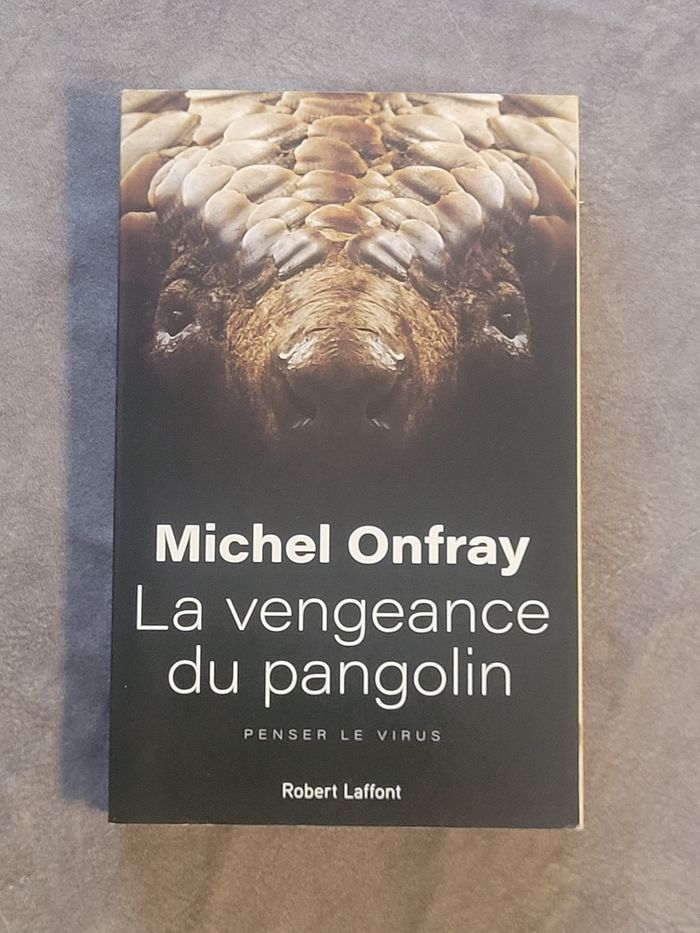 Michel Onfray
La vengeance
du pangolin
PENSER LE VIRUS
Robert Laffont